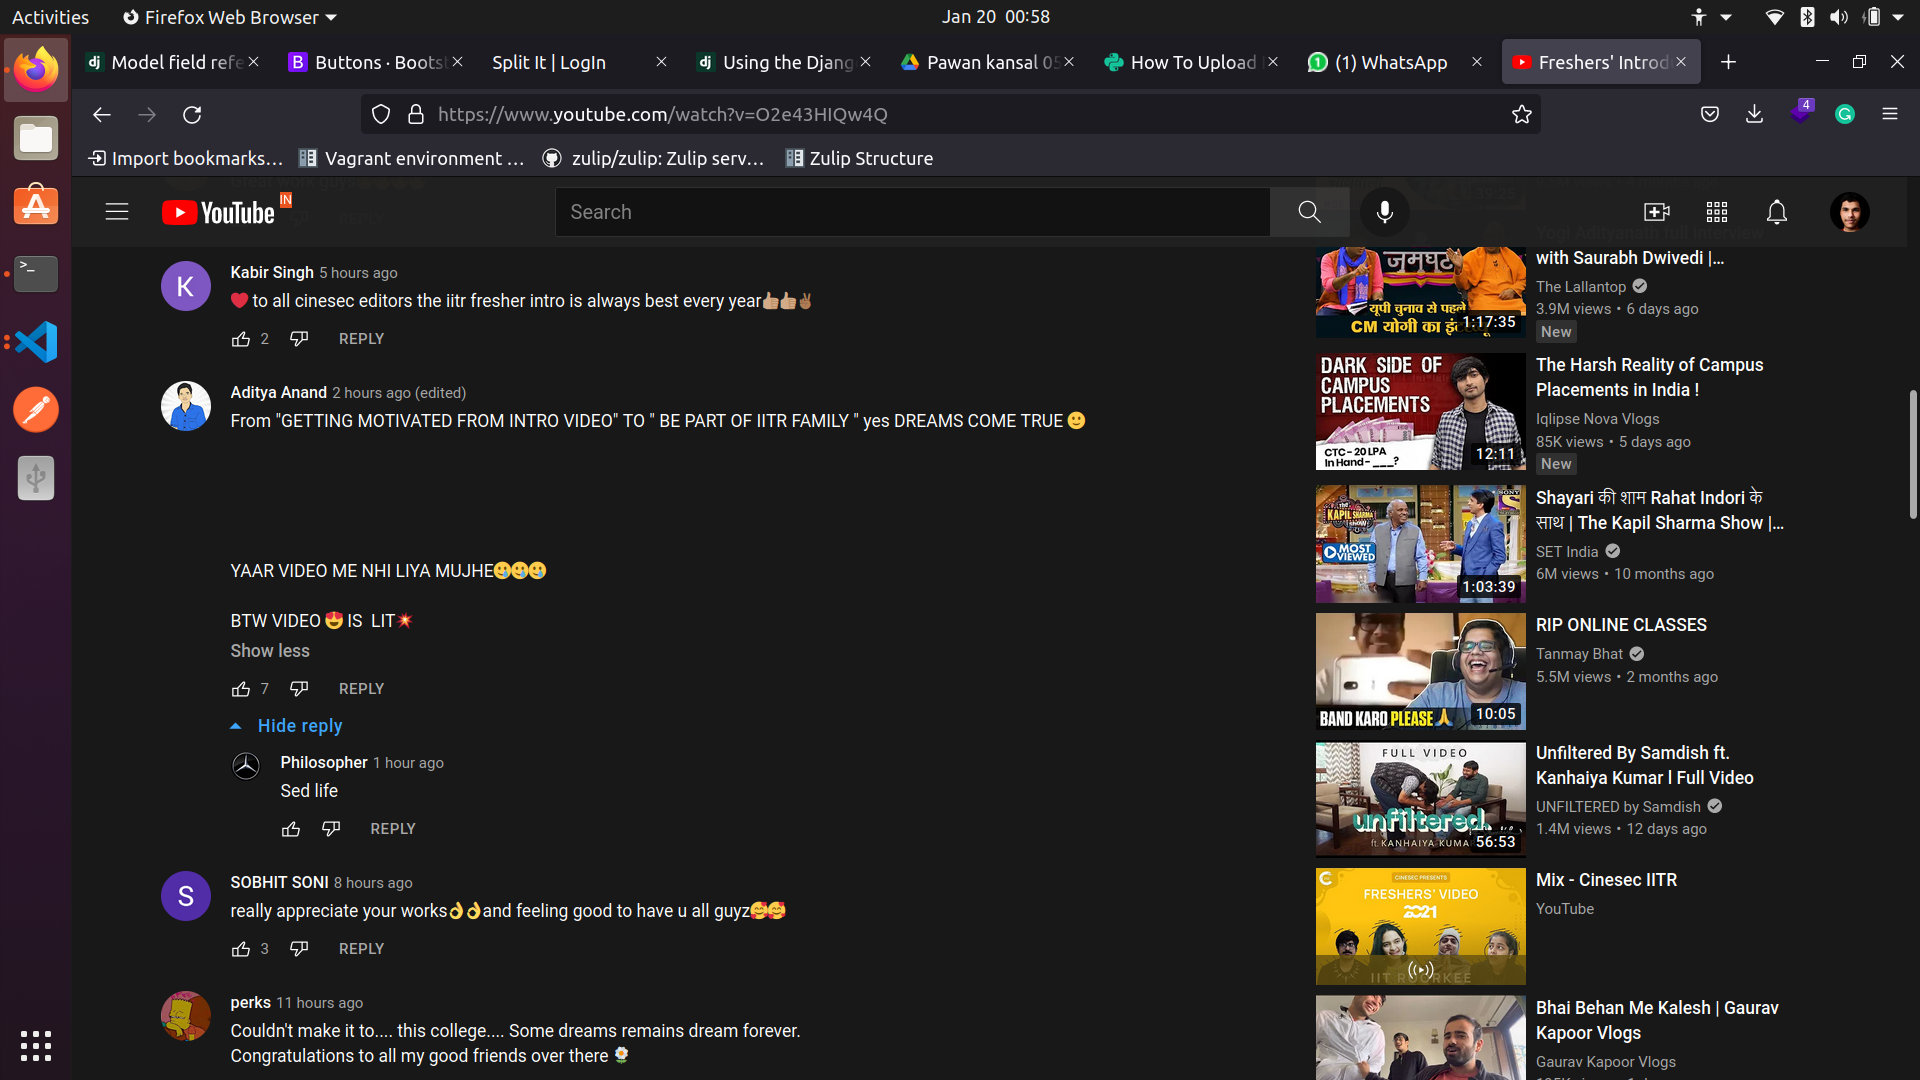 Activities
Firefox Web Browser
Jan 20 00:58
Model field refe
Buttons · Boots
Split It | LogIn
Using the Djang
Pawan kansal 05
How To Upload
(1) WhatsApp
Freshers' Introd
https://www.youtube.com/watch?v=O2e43HIQw4Q
4
Import bookmarks...
Vagrant environment ...
zulip/zulip: Zulip serv...
Zulip Structure
YouTube IN
Search
Kabir Singh 5 hours ago
❤️ to all cinesec editors the iitr fresher intro is always best every year👍🏽👍🏽✌🏽
2 REPLY
Aditya Anand 2 hours ago (edited)
From "GETTING MOTIVATED FROM INTRO VIDEO" TO " BE PART OF IITR FAMILY " yes DREAMS COME TRUE 🙂
YAAR VIDEO ME NHI LIYA MUJHE🥲🥲🥲
BTW VIDEO 😍 IS LIT💥
Show less
7 REPLY
Hide reply
Philosopher 1 hour ago
Sed life
REPLY
S
SOBHIT SONI 8 hours ago
really appreciate your works👌👌and feeling good to have u all guyz🥰🥰
3 REPLY
perks 11 hours ago
Couldn't make it to.... this college.... Some dreams remains dream forever.
Congratulations to all my good friends over there 🌼
K
जमघट
यूपी चुनाव से पहले
CM योगी का
1:17:35
with Saurabh Dwivedi |...
The Lallantop
3.9M views • 6 days ago
New
DARK SIDE OF
CAMPUS
PLACEMENTS
CTC - 20 LPA
In Hand - ___?
12:11
The Harsh Reality of Campus
Placements in India !
Iqlipse Nova Vlogs
85K views • 5 days ago
New
THE KAPIL SHARMA SHOW
SONY
MOST
VIEWED
1:03:39
Shayari की शाम Rahat Indori के
साथ | The Kapil Sharma Show |...
SET India
6M views • 10 months ago
BAND KARO PLEASE 🙏
10:05
RIP ONLINE CLASSES
Tanmay Bhat
5.5M views • 2 months ago
FULL VIDEO
unfiltered
ft. KANHAIYA KUMAR
56:53
Unfiltered By Samdish ft.
Kanhaiya Kumar l Full Video
UNFILTERED by Samdish
1.4M views • 12 days ago
CINESEC PRESENTS
FRESHERS' VIDEO
2021
IIT ROORKEE
Mix - Cinesec IITR
YouTube
Bhai Behan Me Kalesh | Gaurav
Kapoor Vlogs
Gaurav Kapoor Vlogs